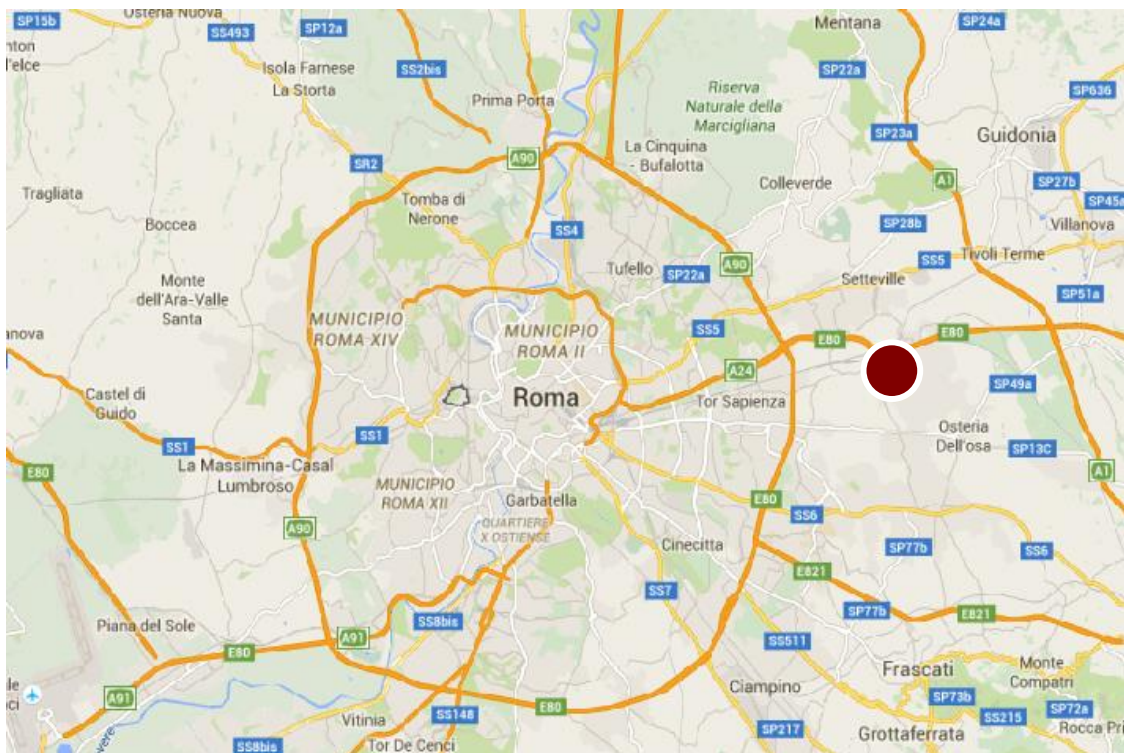 SP15b
Osteria Nuova
SS493
SP12a
SP24a
Mentana
nton
l'elce
Isola Farnese
La Storta
SS2bis
SP22a
Riserva
Naturale della
Marcigliana
SP636
Prima Porta
SP23a
Guidonia
La Cinquina
- Bufalotta
A90
SR2
A1
SP27b
Colleverde
Tragliata
Tomba di
Nerone
SP45a
Boccea
SS4
SP28b
Villanova
Tivoli Terme
SS5
Tufello
SP22a
A90
Setteville
Monte
dell'Ara-Valle
Santa
SP51a
anova
MUNICIPIO
ROMA XIV
MUNICIPIO
ROMA II
SS5
E80
E80
A24
SP49a
Castel di
Guido
Roma
Tor Sapienza
Osteria
Dell'osa
SS1
SS1
SP13C
La Massimina-Casal
Lumbroso
E80
A1
MUNICIPIO
ROMA XII
Garbatella
E80
SS6
A90
QUARTIERE
X OSTIENSE
Cinecitta
SP77b
SS6
E821
SS7
SP77b
E821
Piana del Sole
SS8bis
A91
SS511
E80
Frascati
Monte
Compatri
A91
Ciampino
SP73b
E80
SP72a
ci
Vitinia
SS148
SS215
SP217
Rocca Pri
Grottaferrata
SS8bis
Tor De Cenci
vere